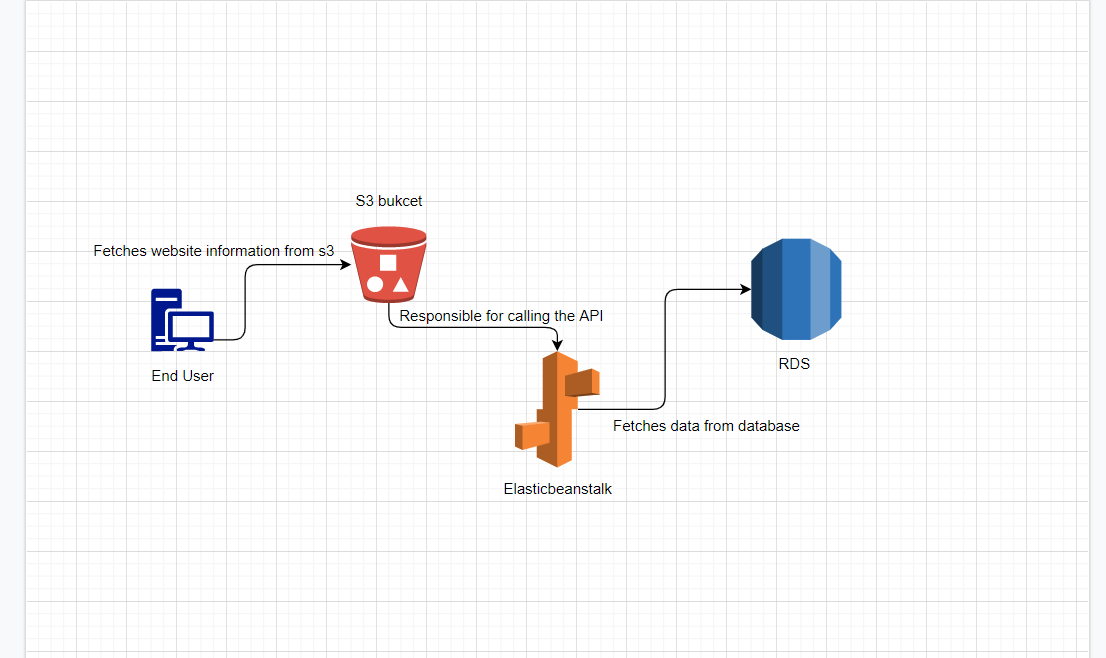 S3 bukcet
Fetches website information from s3
Responsible for calling the API
End User
RDS
Fetches data from database
Elasticbeanstalk